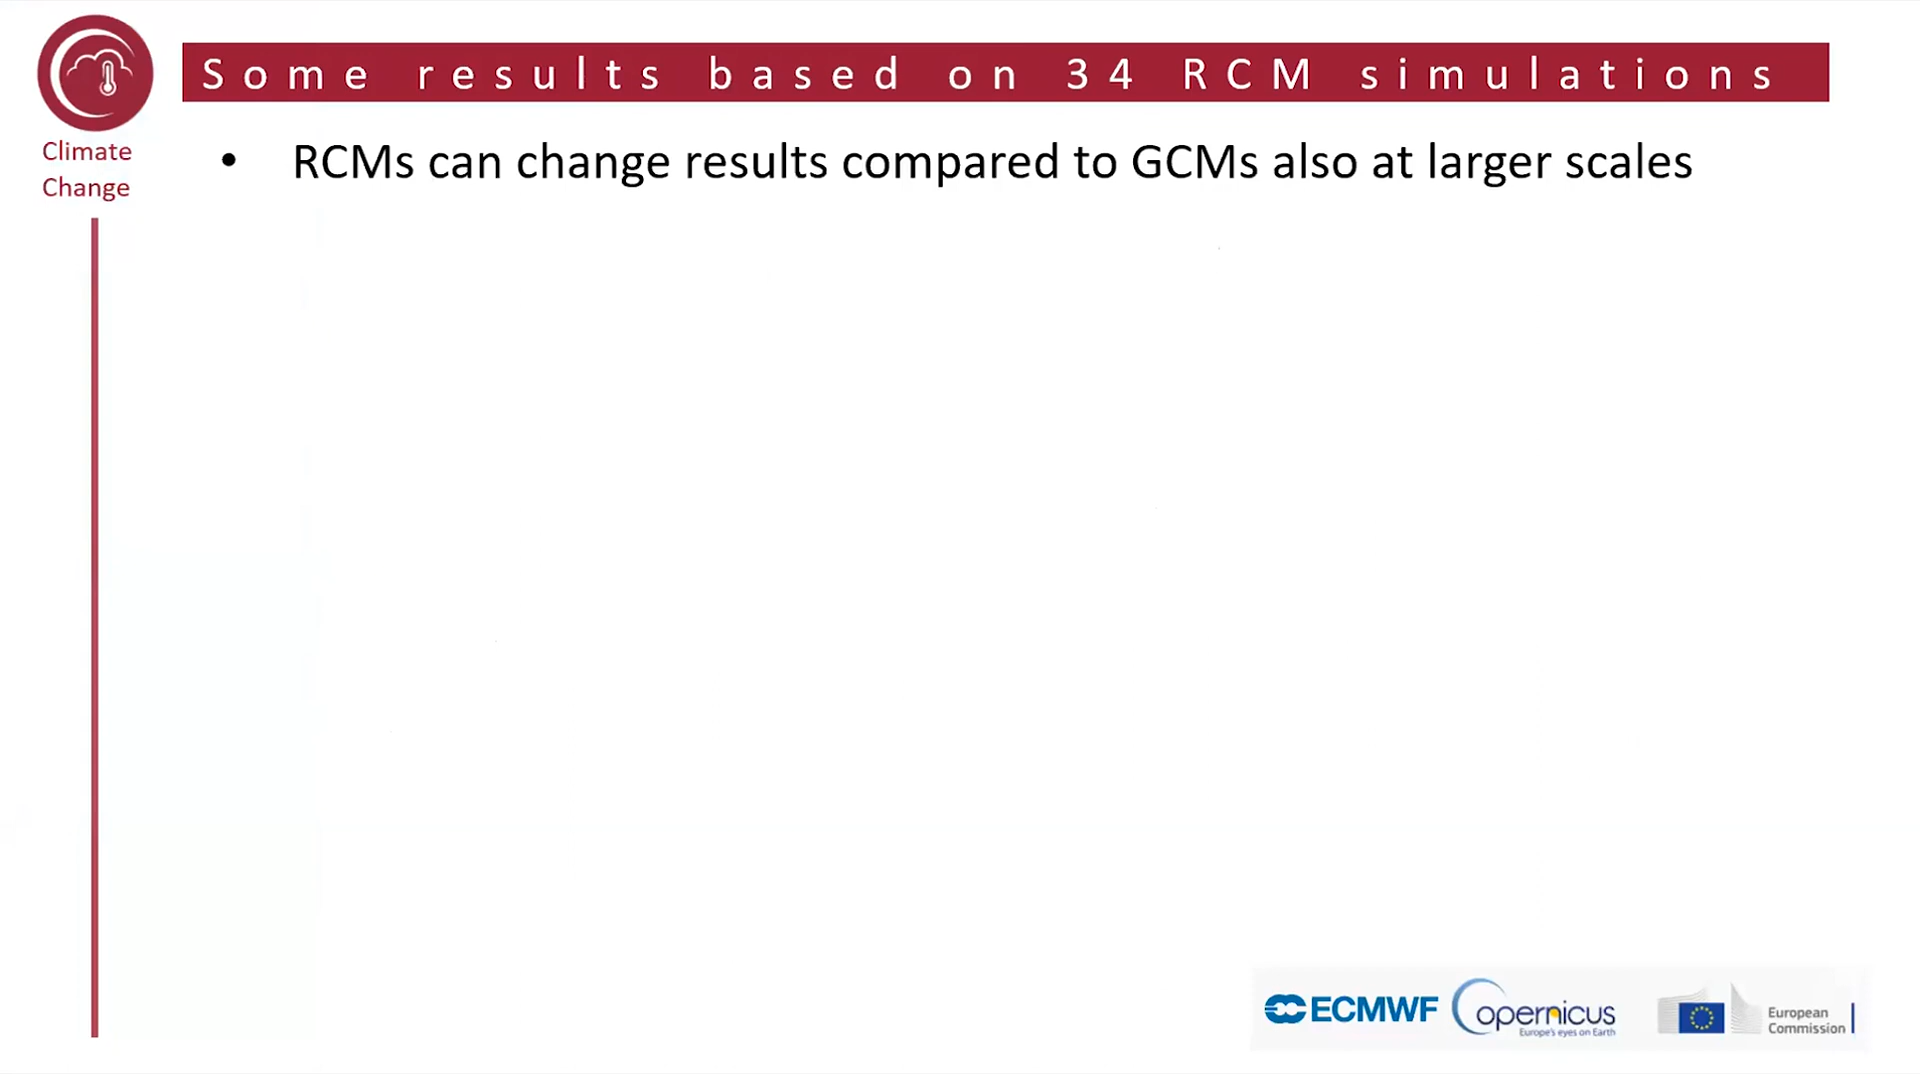 Some results based on 34 RCM simulations
Climate
Change
• RCMs can change results compared to GCMs also at larger scales
ECMWF
Copernicus
Europe's eyes on Earth
European
Commission